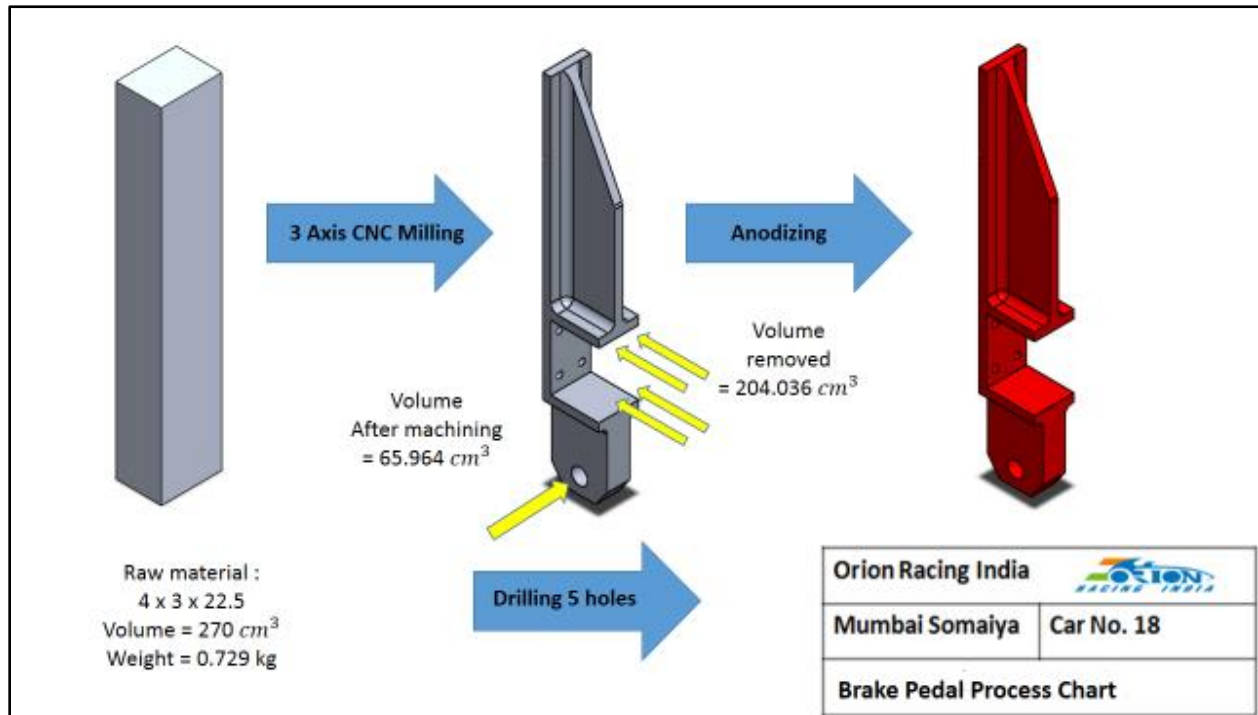 3 Axis CNC Milling
Anodizing
Volume
removed
= 204.036 cm³
Volume
After machining
= 65.964 cm³
Raw material :
4 x 3 x 22.5
Volume = 270 cm³
Weight = 0.729 kg
Drilling 5 holes
Orion Racing India
ORION
RACING INDIA
Mumbai Somaiya
Car No. 18
Brake Pedal Process Chart